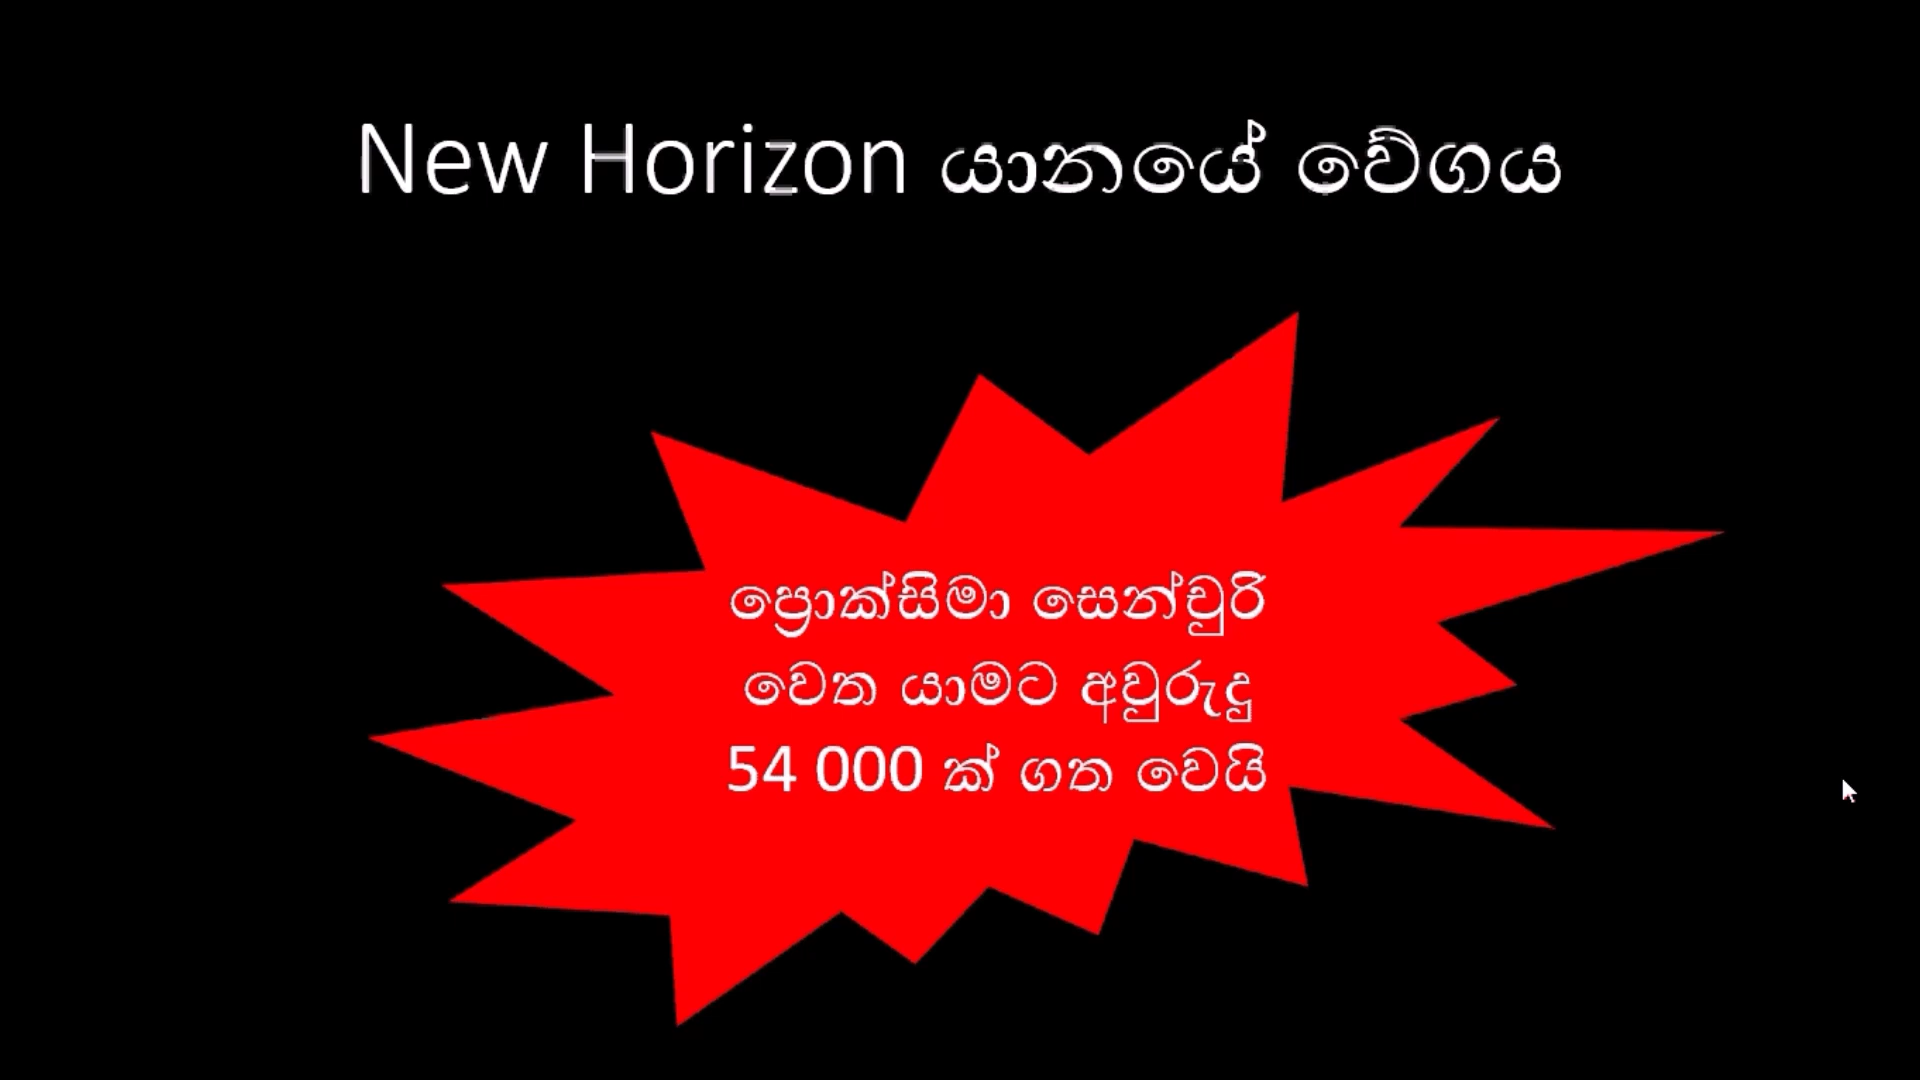 New Horizon යානයේ වේගය
ප්‍රොක්සිමා සෙන්චුරි
වෙත යාමට අවුරුදු
54 000 ක් ගත වෙයි